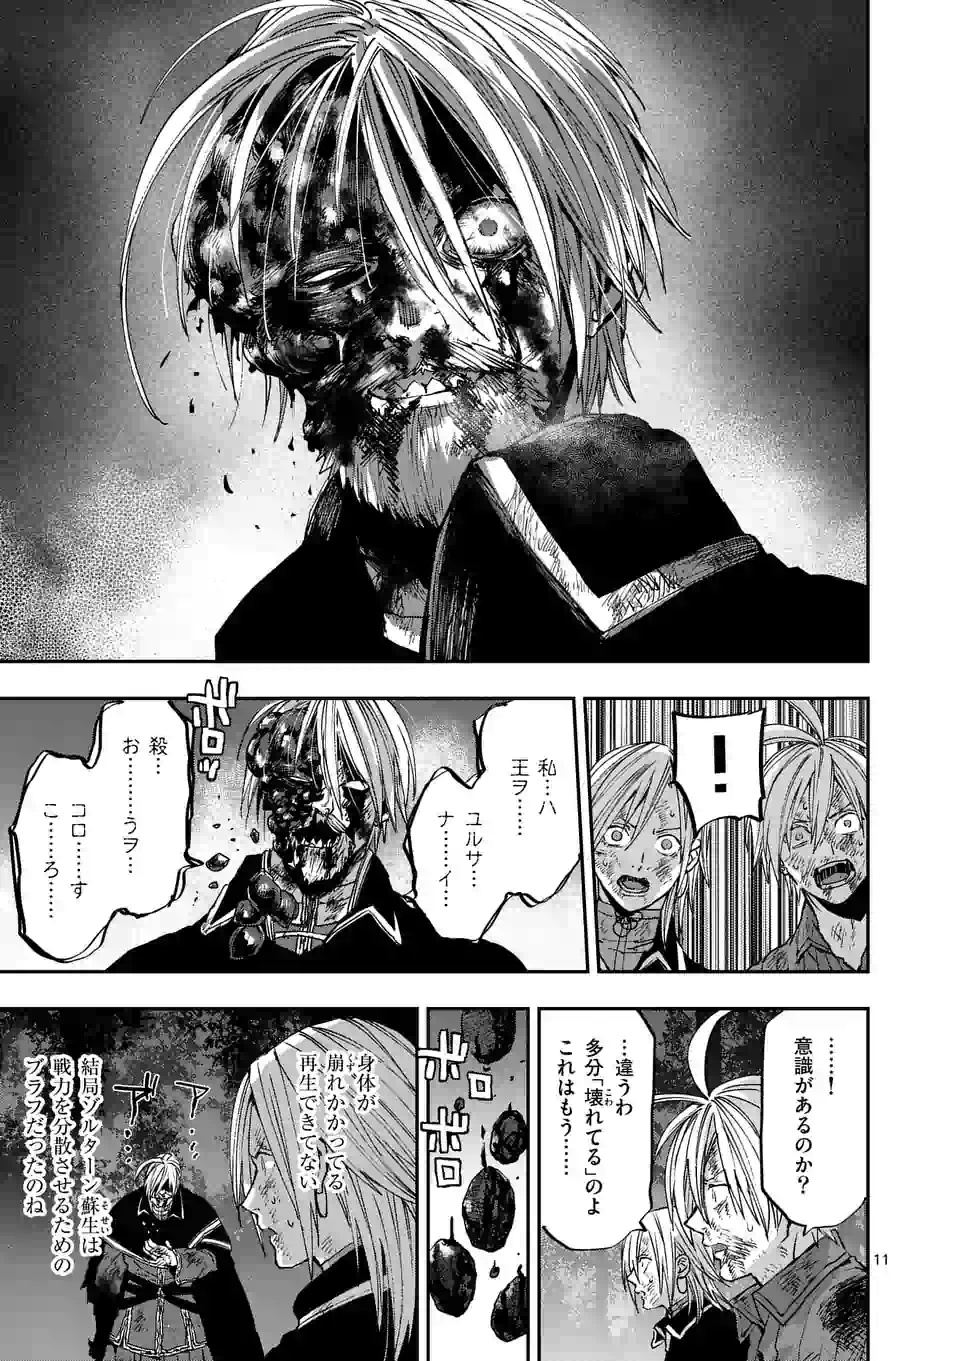 ！
私…ハ
王ヲ……
ユルサ…
ナ……イ…
ボロッ
殺…
お……うヲ…
コロ……す
こ……ろ……
………！
意識があるのか？
…違うわ
多分「壊れてる」のよ
これはもう……
ボロ
ボロ
身体が
崩れかかってる
再生できてない
結局ゾルターン蘇生は
戦力を分散させるための
ブラフだったのね
11